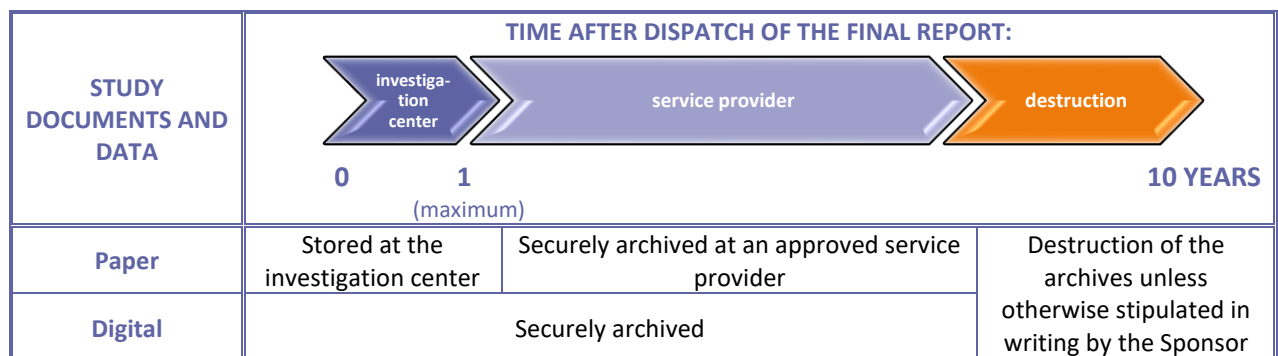 STUDY
DOCUMENTS AND
DATA
TIME AFTER DISPATCH OF THE FINAL REPORT:
investiga-
tion
center
service provider
destruction
0
1
(maximum)
10 YEARS
Paper
Stored at the
investigation center
Securely archived at an approved service
provider
Destruction of the
archives unless
otherwise stipulated in
writing by the Sponsor
Digital
Securely archived